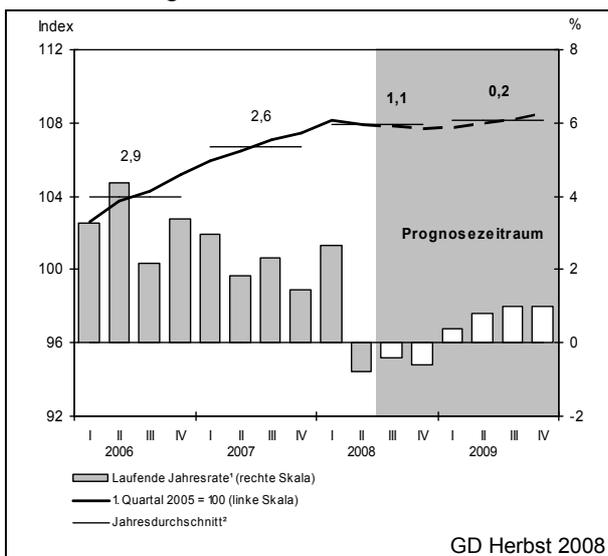 Index %
112 8
108 6
104 4
100 2
96 0
92 -2
2,9
2,6
1,1
0,2
Prognosezeitraum
I II III IV I II III IV I II III IV I II III IV
2006 2007 2008 2009
Laufende Jahresrate¹ (rechte Skala)
1. Quartal 2005 = 100 (linke Skala)
Jahresdurchschnitt²
GD Herbst 2008